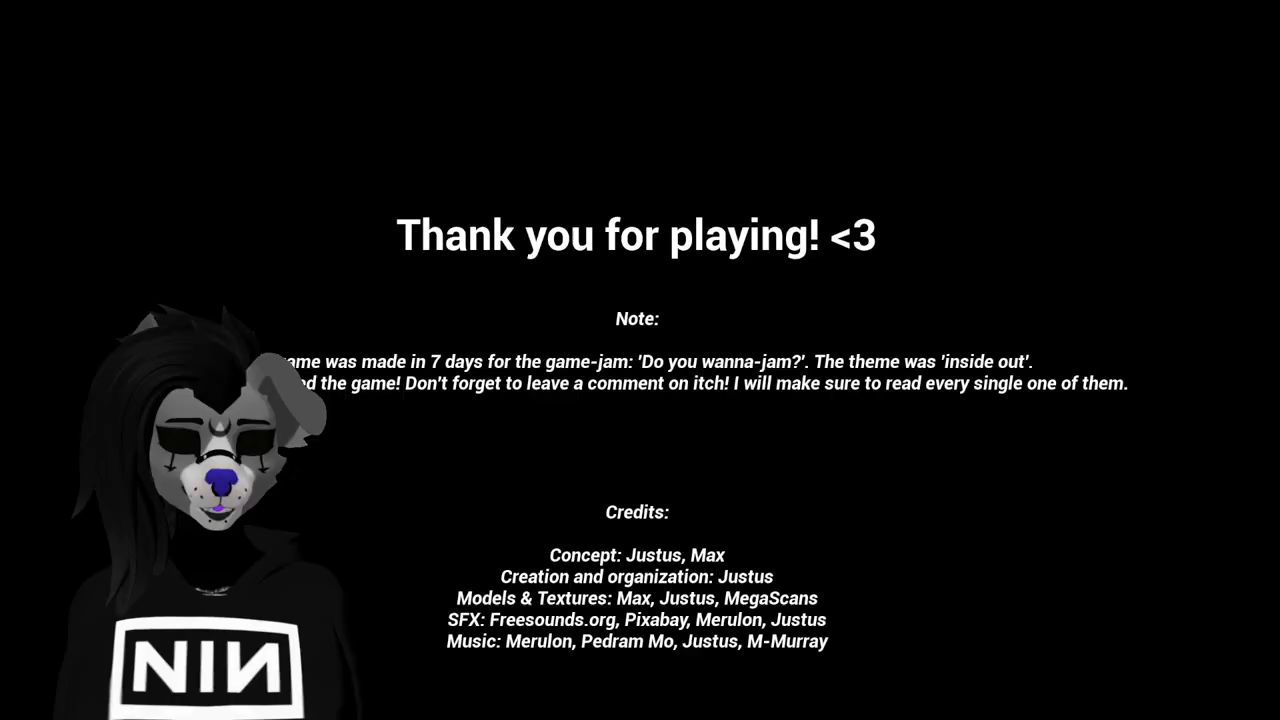 Thank you for playing! <3
Note:
game was made in 7 days for the game-jam: 'Do you wanna-jam?'. The theme was 'inside out'.
the game! Don't forget to leave a comment on itch! I will make sure to read every single one of them.
Credits:
Concept: Justus, Max
Creation and organization: Justus
Models & Textures: Max, Justus, MegaScans
SFX: Freesounds.org, Pixabay, Merulon, Justus
Music: Merulon, Pedram Mo, Justus, M-Murray
NIN